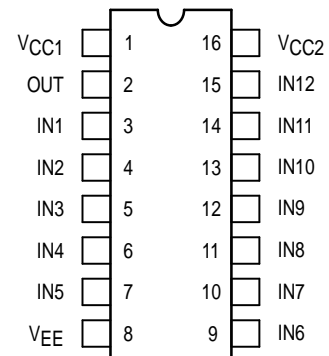 VCC1 1 16 VCC2
OUT 2 15 IN12
IN1 3 14 IN11
IN2 4 13 IN10
IN3 5 12 IN9
IN4 6 11 IN8
IN5 7 10 IN7
VEE 8 9 IN6